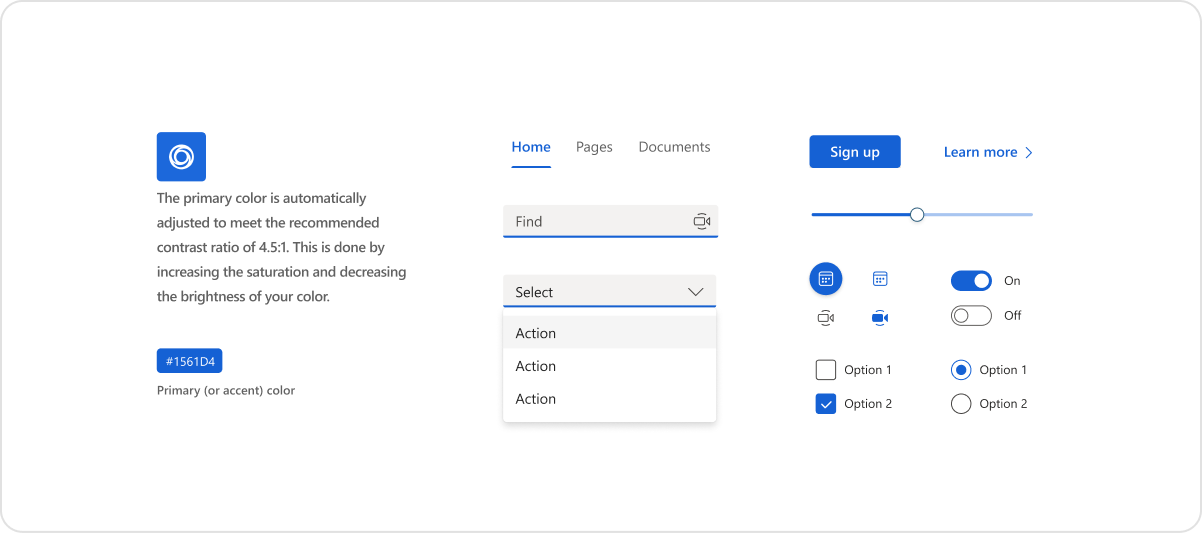 The primary color is automatically
adjusted to meet the recommended
contrast ratio of 4.5:1. This is done by
increasing the saturation and decreasing
the brightness of your color.
#1561D4
Primary (or accent) color
Home Pages Documents
Find
Select
Action
Action
Action
Sign up Learn more
On
Off
Option 1 Option 1
Option 2 Option 2